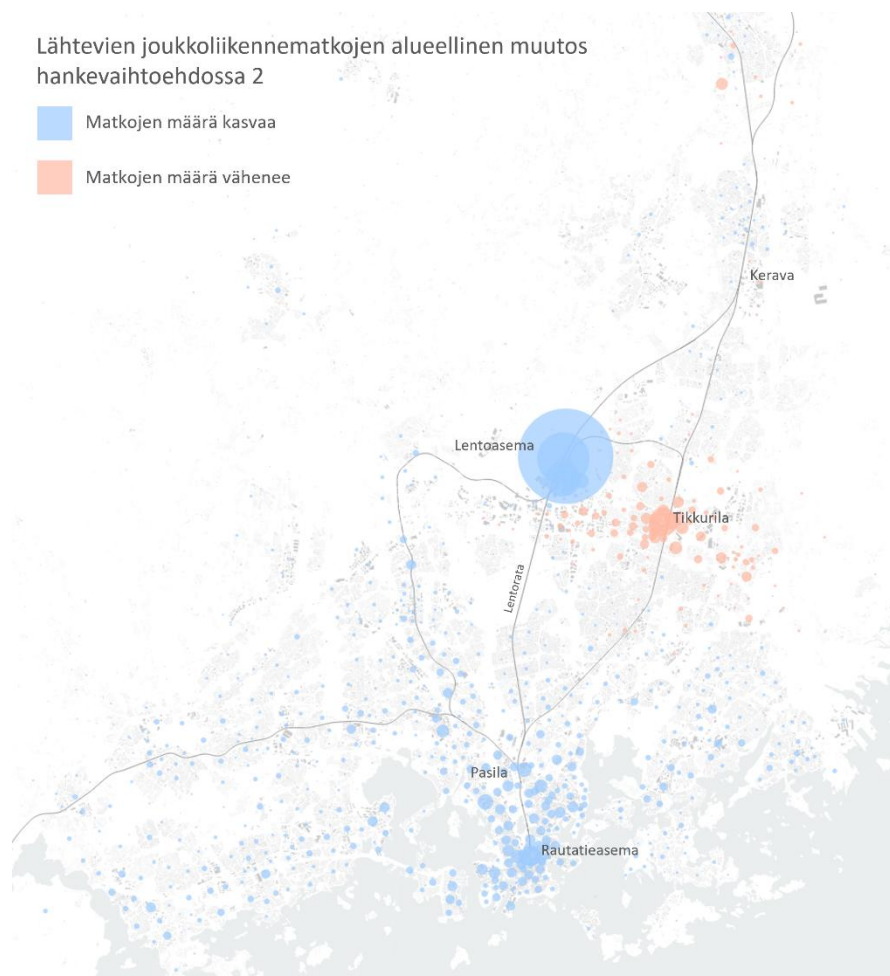 Lähtevien joukkoliikennematkojen alueellinen muutos
hankevaihtoehdossa 2
Matkojen määrä kasvaa
Matkojen määrä vähenee
Kerava
Lentoasema
Tikkurila
Lentorata
Pasila
Rautatieasema